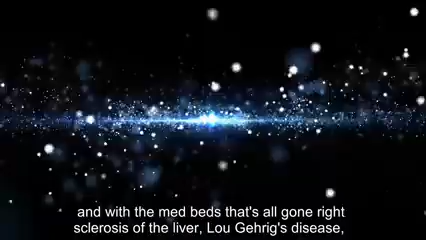 and with the med beds that's all gone right
sclerosis of the liver, Lou Gehrig's disease,